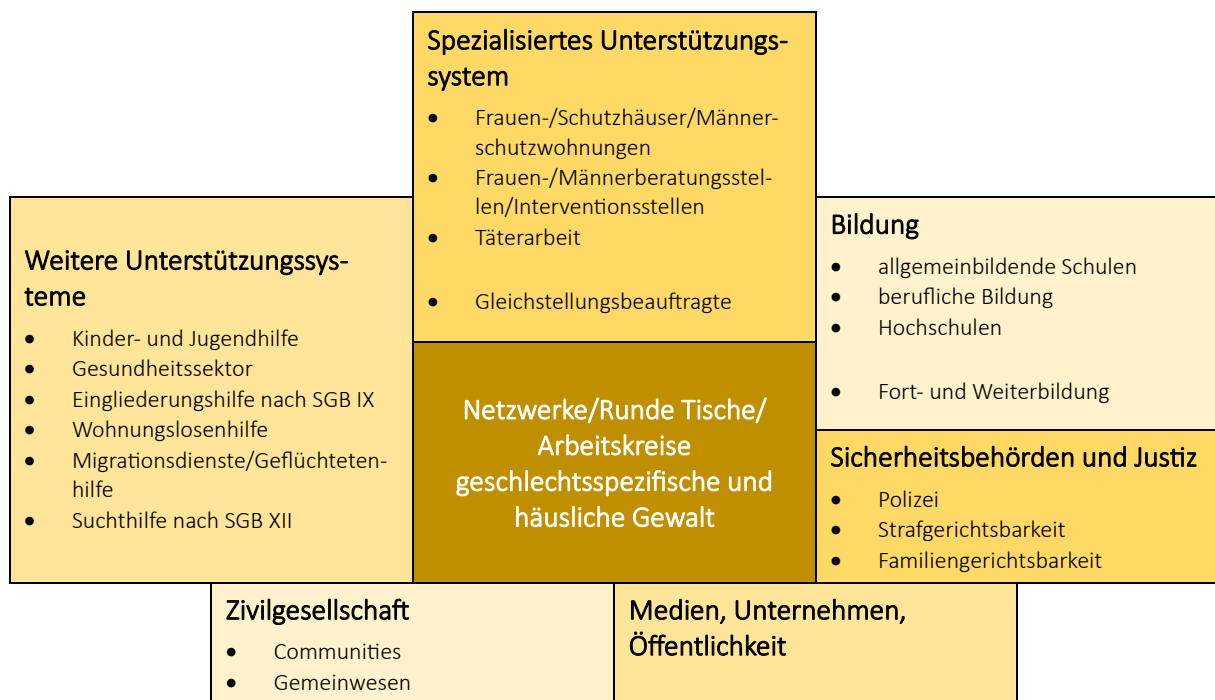 Spezialisiertes Unterstützungs-
system
• Frauen-/Schutzhäuser/Männer-
schutzwohnungen
• Frauen-/Männerberatungsstel-
len/Interventionsstellen
• Täterarbeit
• Gleichstellungsbeauftragte
Weitere Unterstützungssys-
teme
• Kinder- und Jugendhilfe
• Gesundheitssektor
• Eingliederungshilfe nach SGB IX
• Wohnungslosenhilfe
• Migrationsdienste/Geflüchteten-
hilfe
• Suchthilfe nach SGB XII
Netzwerke/Runde Tische/
Arbeitskreise
geschlechtsspezifische und
häusliche Gewalt
Bildung
• allgemeinbildende Schulen
• berufliche Bildung
• Hochschulen
• Fort- und Weiterbildung
Sicherheitsbehörden und Justiz
• Polizei
• Strafgerichtsbarkeit
• Familiengerichtsbarkeit
Zivilgesellschaft
• Communities
• Gemeinwesen
Medien, Unternehmen,
Öffentlichkeit